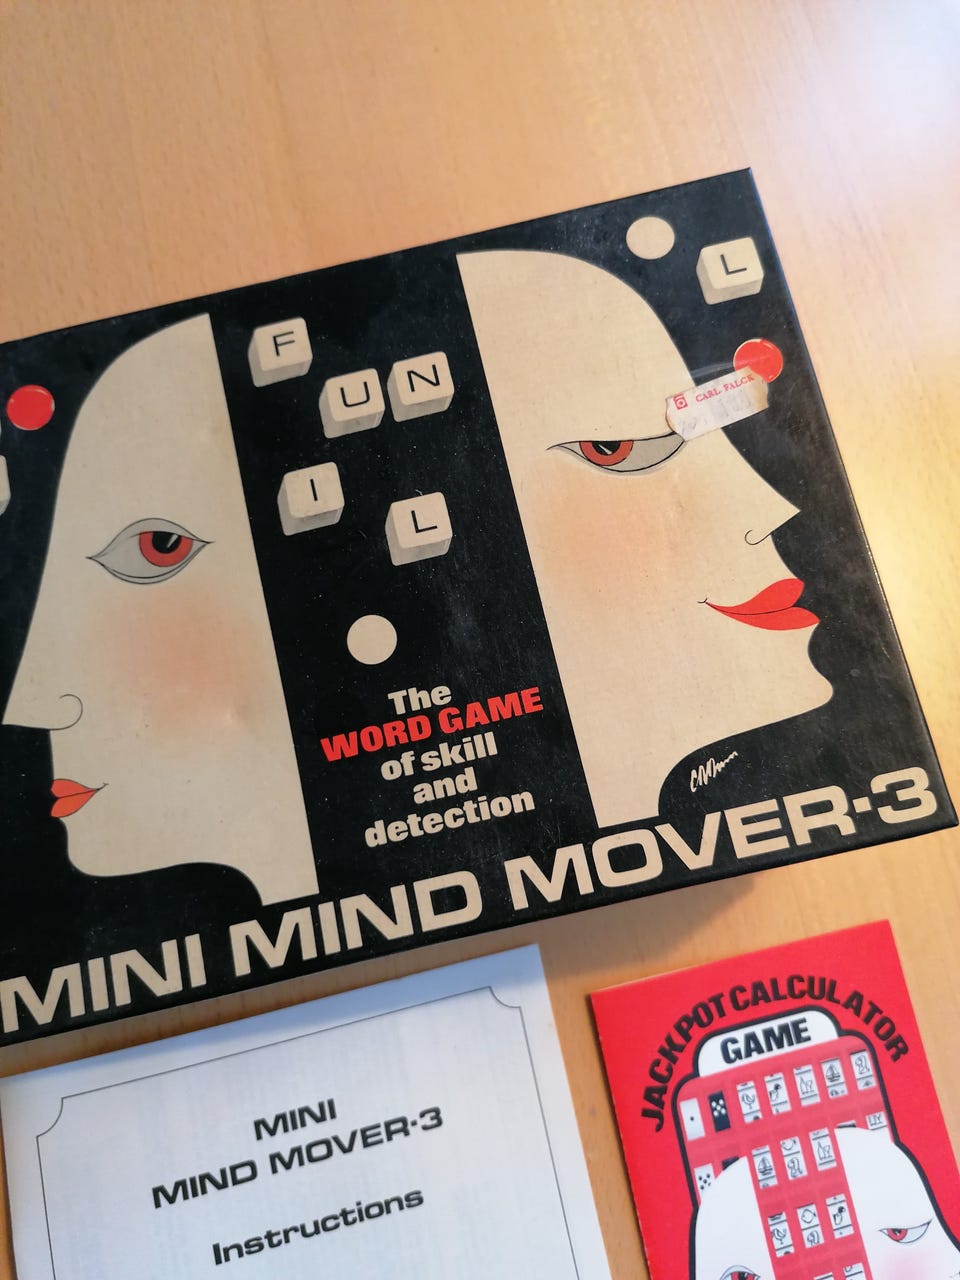 L
F
U N
CARL FALCK
I
L
The
WORD GAME
of skill
and
detection
MINI MIND MOVER-3
JACKPOT CALCULATOR
GAME
MINI
MIND MOVER-3
Instructions